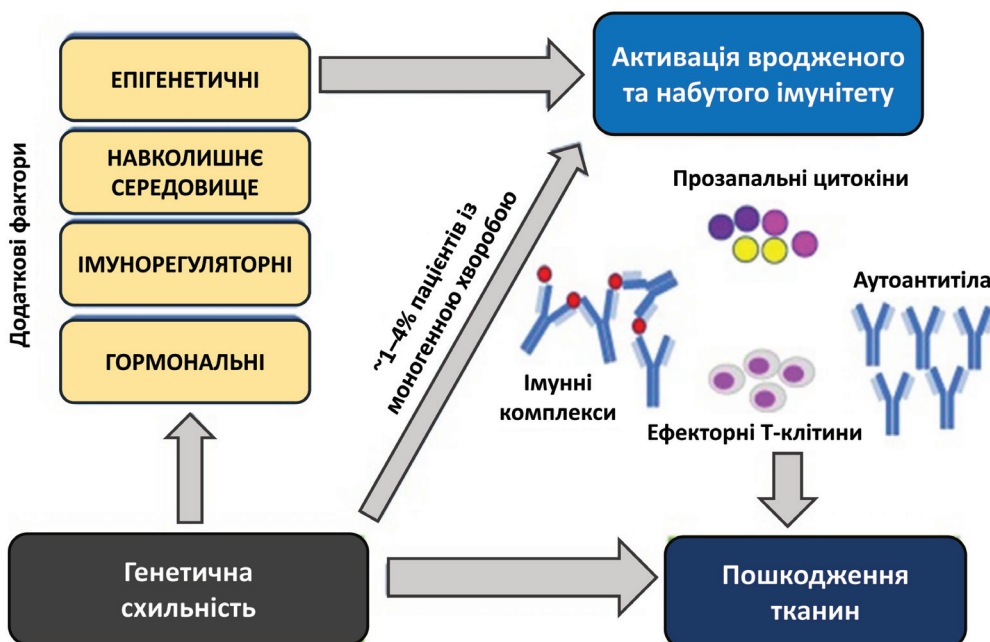 Додаткові фактори
ЕПІГЕНЕТИЧНІ
НАВКОЛИШНЄ
СЕРЕДОВИЩЕ
ІМУНОРЕГУЛЯТОРНІ
ГОРМОНАЛЬНІ
Активація вродженого
та набутого імунітету
~1–4% пацієнтів із
моногенною хворобою
Прозапальні цитокіни
Аутоантитіла
Імунні
комплекси
Ефекторні Т-клітини
Генетична
схильність
Пошкодження
тканин